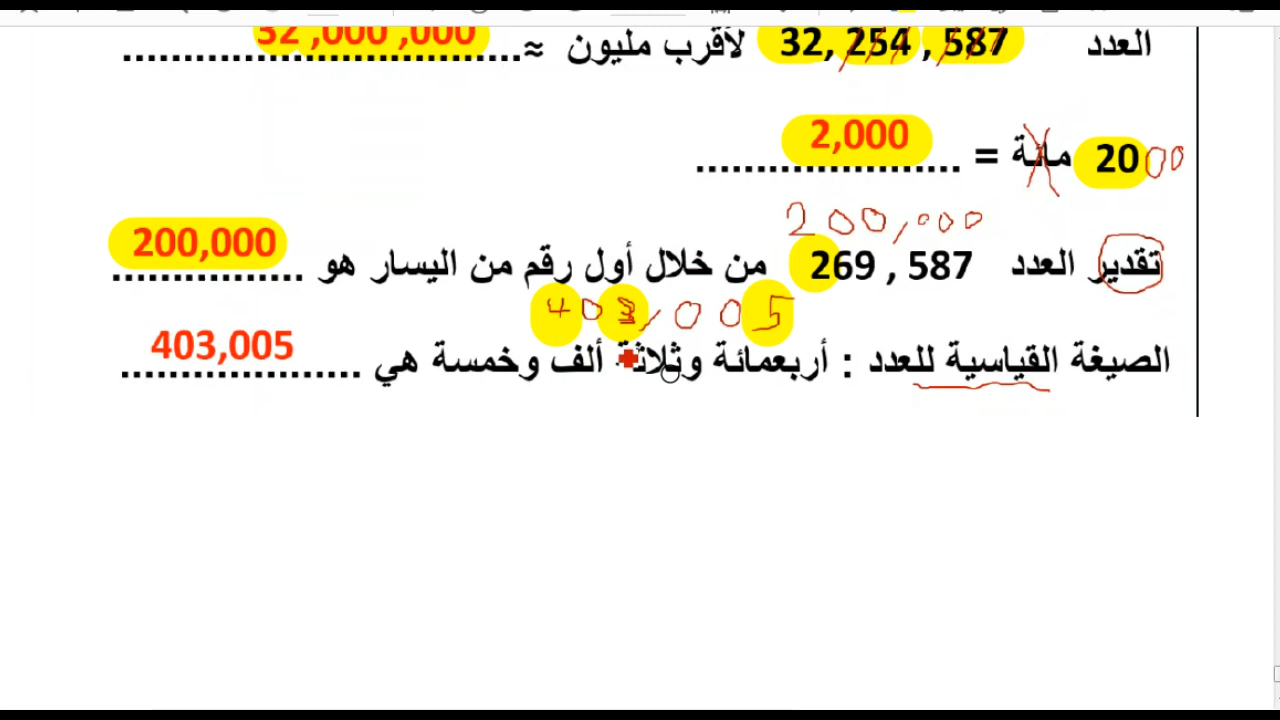 العدد 32, 254 , 587 لأقرب مليون ≈ 32 ,000 ,000
20 00 مائة = 2,000
200,000
تقدير العدد 269 , 587 من خلال أول رقم من اليسار هو 200,000
403,005
الصيغة القياسية للعدد : أربعمائة وثلاثة ألف وخمسة هي 403,005